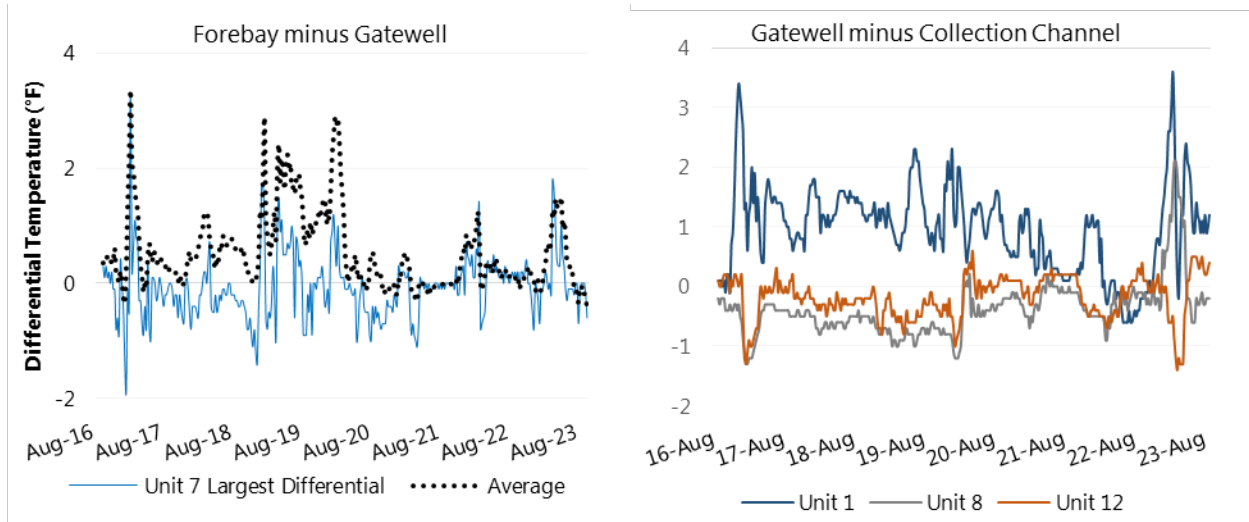 Forebay minus Gatewell
Differential Temperature (°F)
4
2
0
-2
Aug-16
Aug-17
Aug-18
Aug-19
Aug-20
Aug-21
Aug-22
Aug-23
Unit 7 Largest Differential
Average
Gatewell minus Collection Channel
4
3
2
1
0
-1
-2
16-Aug
17-Aug
18-Aug
19-Aug
20-Aug
21-Aug
22-Aug
23-Aug
Unit 1
Unit 8
Unit 12